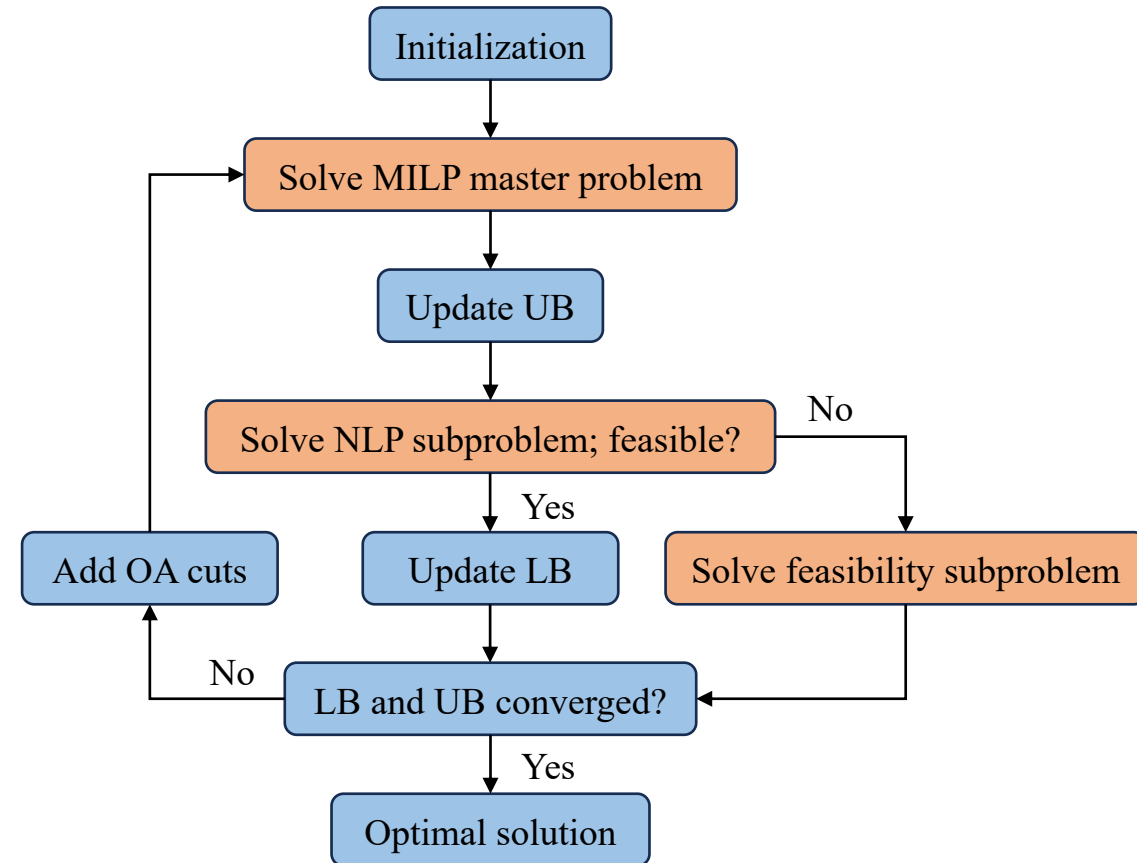 Initialization
Solve MILP master problem
Update UB
Solve NLP subproblem; feasible?
No
Yes
Add OA cuts
Update LB
Solve feasibility subproblem
No
LB and UB converged?
Yes
Optimal solution